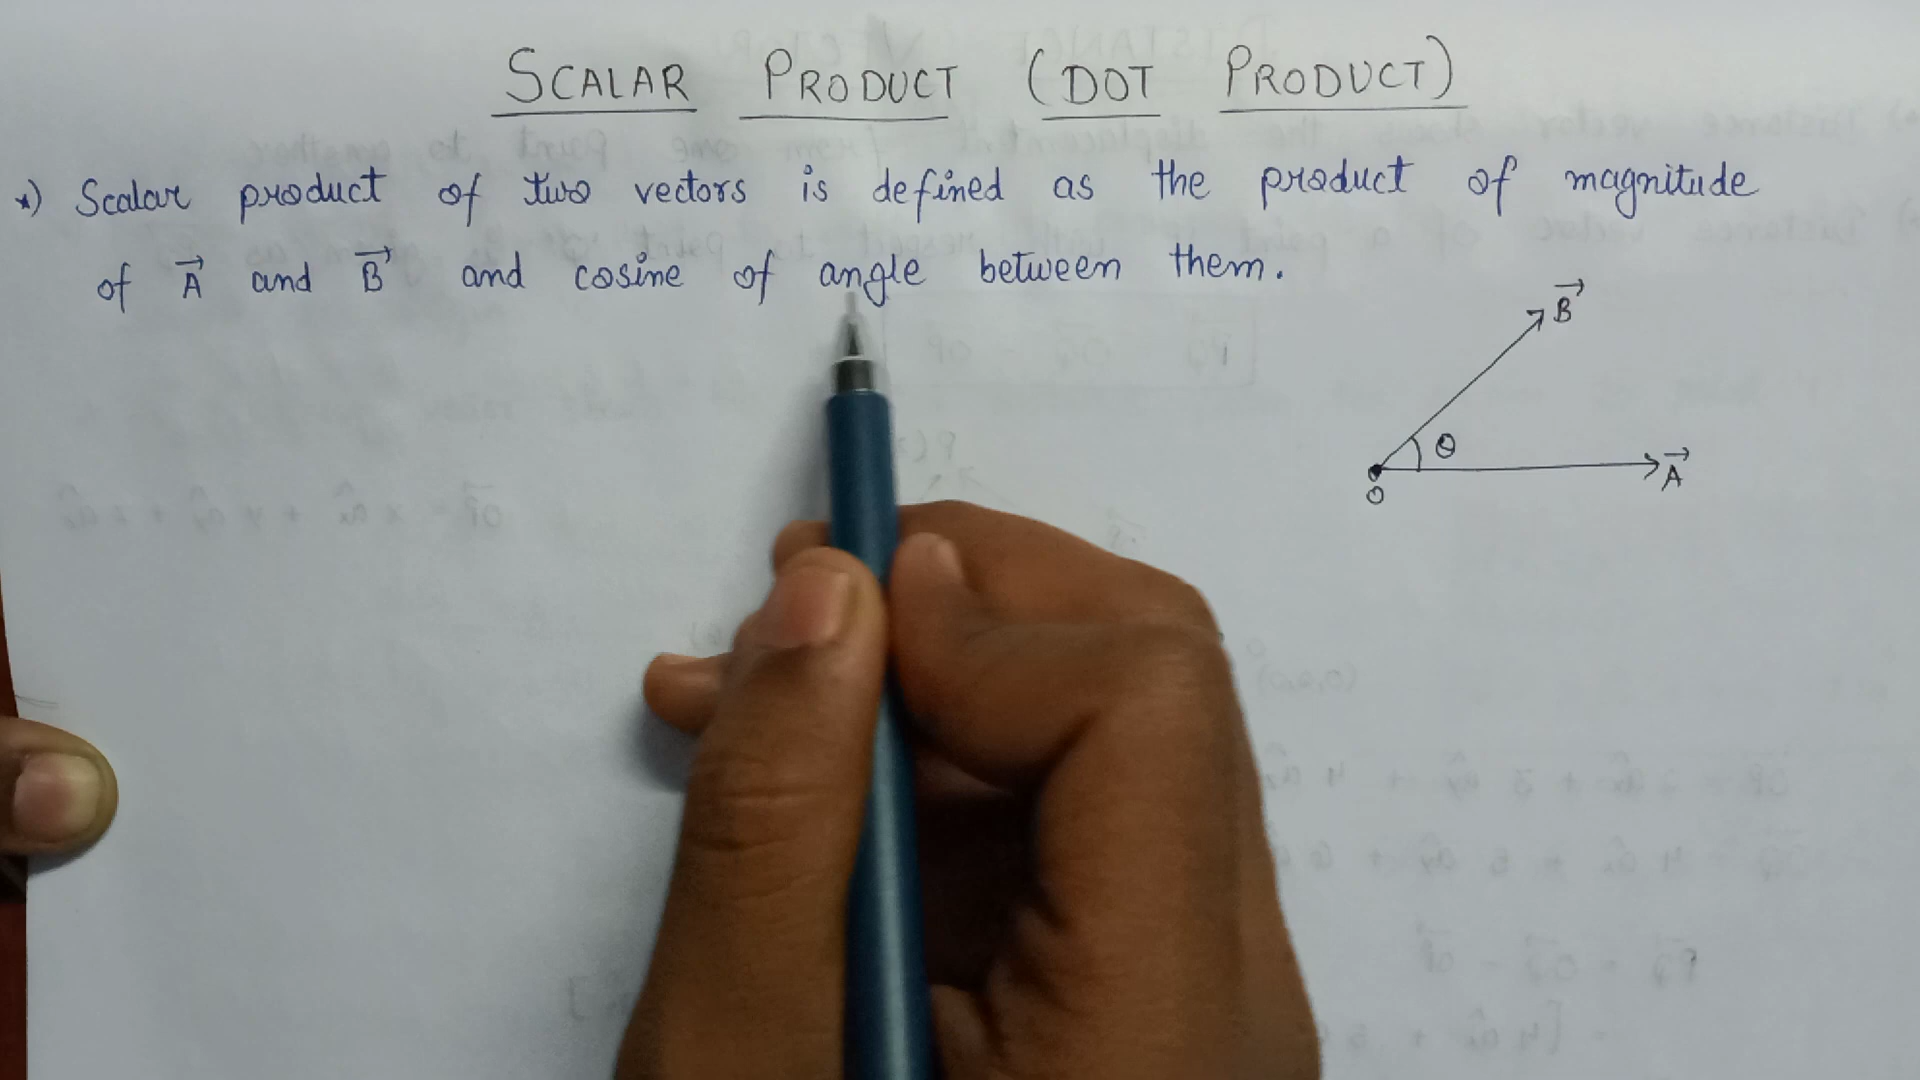 SCALAR PRODUCT (DOT PRODUCT)
*) Scalar product of two vectors is defined as the product of magnitude
of A⃗ and B⃗ and cosine of angle between them.
B⃗
θ
A⃗
O